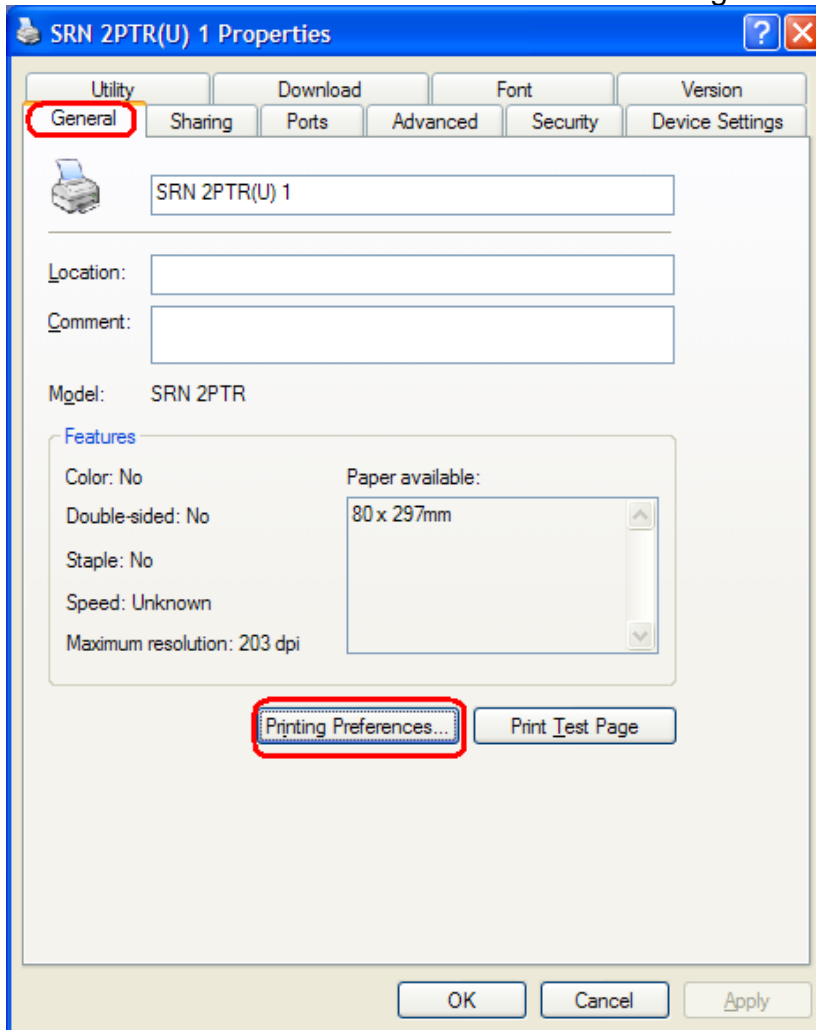 SRN 2PTR(U) 1 Properties
Utility Download Font Version
General Sharing Ports Advanced Security Device Settings
SRN 2PTR(U) 1
Location:
Comment:
Model: SRN 2PTR
Features
Color: No Paper available:
Double-sided: No 80 x 297mm
Staple: No
Speed: Unknown
Maximum resolution: 203 dpi
Printing Preferences... Print Test Page
OK Cancel Apply